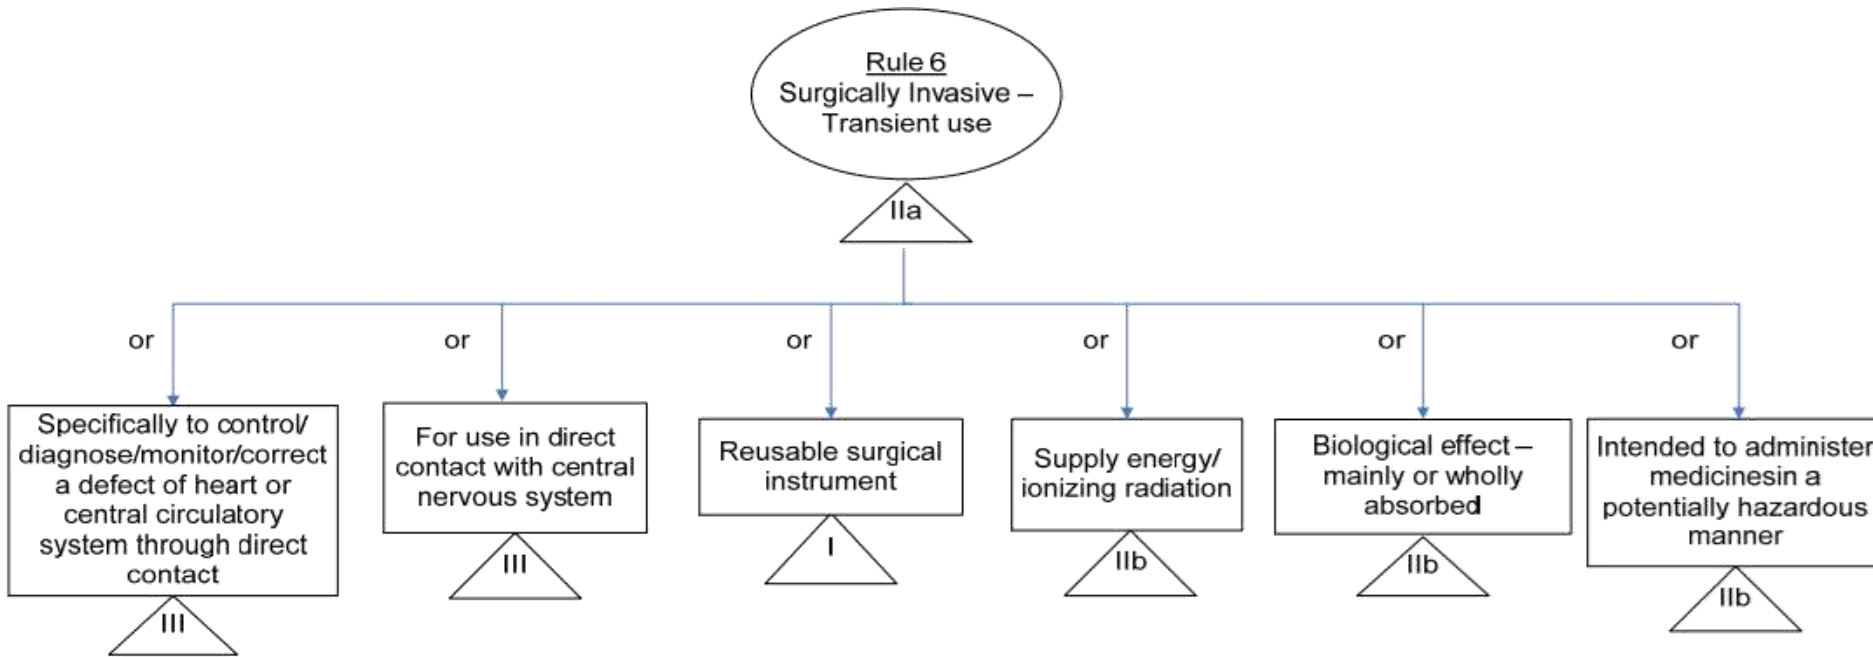 Rule 6
Surgically Invasive –
Transient use
IIa
or
or
or
or
or
or
Specifically to control/
diagnose/monitor/correct
a defect of heart or
central circulatory
system through direct
contact
III
For use in direct
contact with central
nervous system
III
Reusable surgical
instrument
I
Supply energy/
ionizing radiation
IIb
Biological effect –
mainly or wholly
absorbed
IIb
Intended to administer
medicinesin a
potentially hazardous
manner
IIb